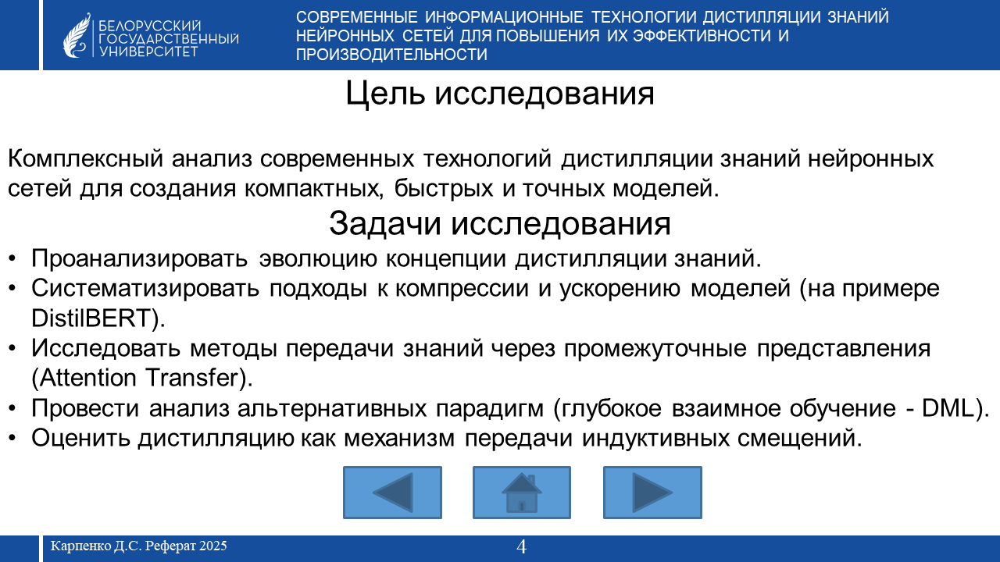 БЕЛОРУССКИЙ
ГОСУДАРСТВЕННЫЙ
УНИВЕРСИТЕТ
СОВРЕМЕННЫЕ ИНФОРМАЦИОННЫЕ ТЕХНОЛОГИИ ДИСТИЛЛЯЦИИ ЗНАНИЙ
НЕЙРОННЫХ СЕТЕЙ ДЛЯ ПОВЫШЕНИЯ ИХ ЭФФЕКТИВНОСТИ И
ПРОИЗВОДИТЕЛЬНОСТИ
Цель исследования
Комплексный анализ современных технологий дистилляции знаний нейронных
сетей для создания компактных, быстрых и точных моделей.
Задачи исследования
• Проанализировать эволюцию концепции дистилляции знаний.
• Систематизировать подходы к компрессии и ускорению моделей (на примере
DistilBERT).
• Исследовать методы передачи знаний через промежуточные представления
(Attention Transfer).
• Провести анализ альтернативных парадигм (глубокое взаимное обучение - DML).
• Оценить дистилляцию как механизм передачи индуктивных смещений.
Карпенко Д.С. Реферат 2025
4